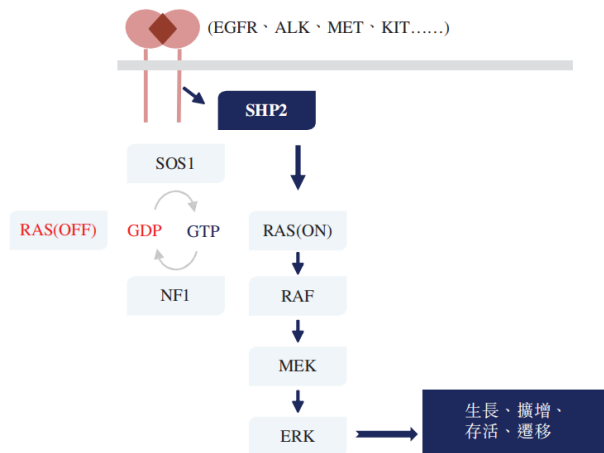 (EGFR、ALK、MET、KIT……)
SHP2
SOS1
RAS(OFF)
GDP
GTP
RAS(ON)
NF1
RAF
MEK
ERK
生長、擴增、
存活、遷移